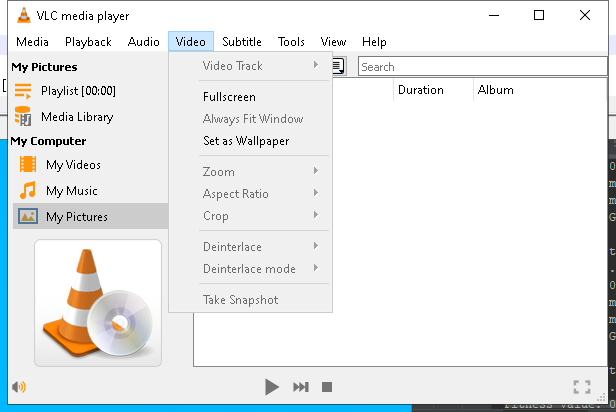 VLC media player
Media Playback Audio Video Subtitle Tools View Help
My Pictures
Playlist [00:00]
Media Library
My Computer
My Videos
My Music
My Pictures
Video Track
Fullscreen
Always Fit Window
Set as Wallpaper
Zoom
Aspect Ratio
Crop
Deinterlace
Deinterlace mode
Take Snapshot
Search
Duration Album